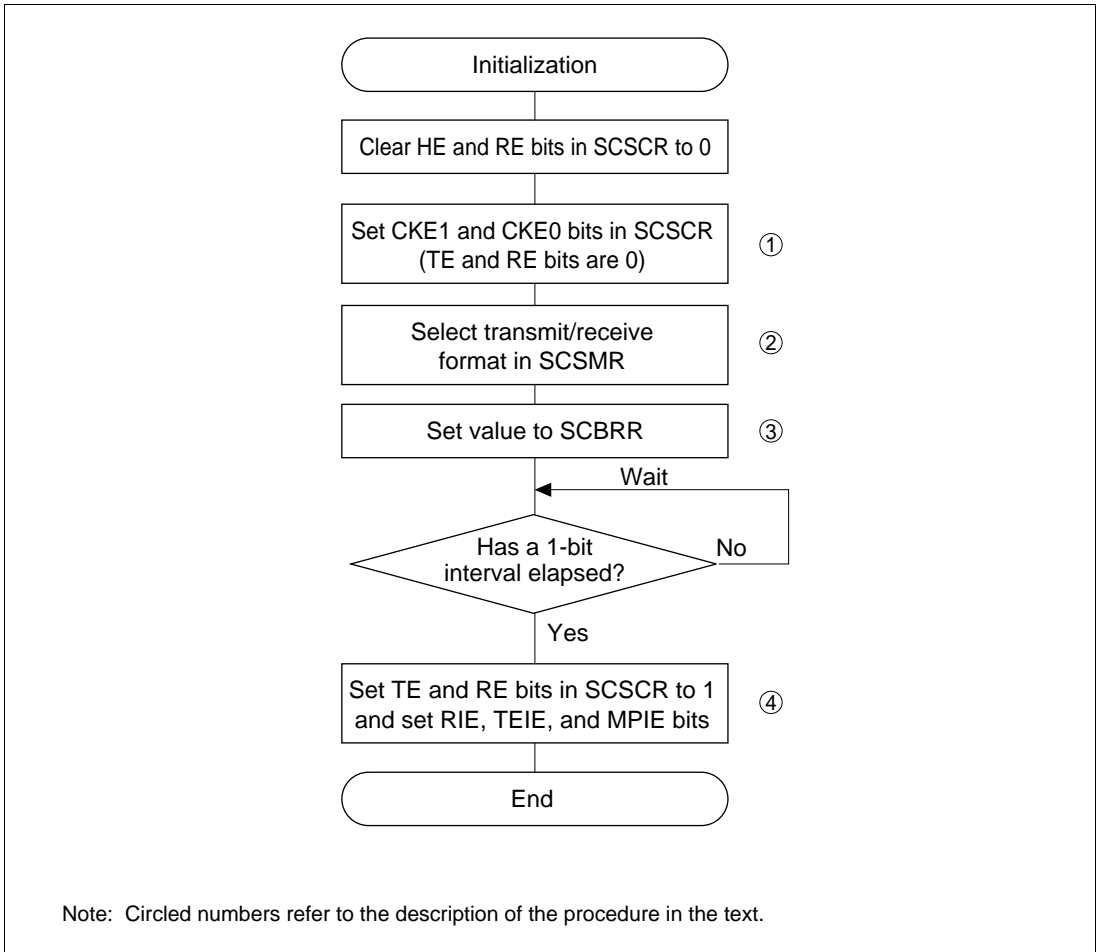 Initialization
Clear HE and RE bits in SCSCR to 0
Set CKE1 and CKE0 bits in SCSCR
(TE and RE bits are 0)
①
Select transmit/receive
format in SCSMR
②
Set value to SCBRR
③
Wait
Has a 1-bit
interval elapsed?
No
Yes
Set TE and RE bits in SCSCR to 1
and set RIE, TEIE, and MPIE bits
④
End
Note: Circled numbers refer to the description of the procedure in the text.